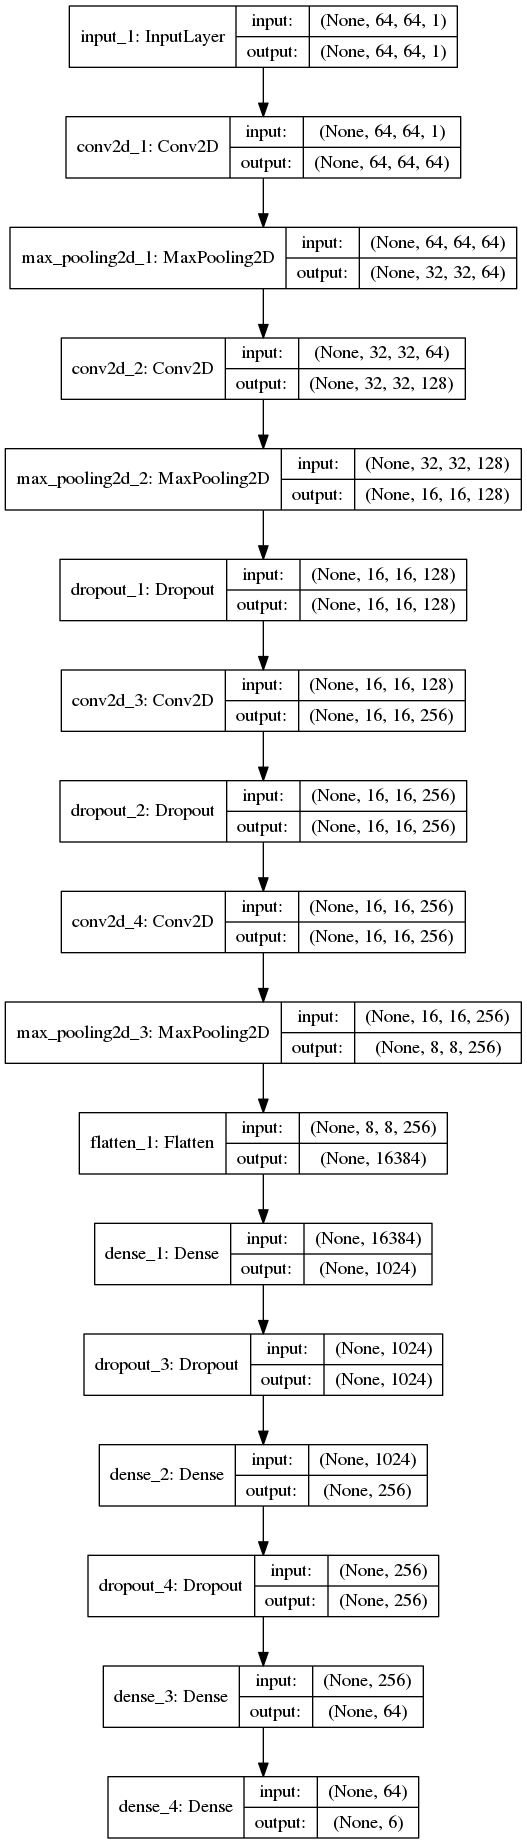 input_1: InputLayer
input: (None, 64, 64, 1)
output: (None, 64, 64, 1)
conv2d_1: Conv2D
input: (None, 64, 64, 1)
output: (None, 64, 64, 64)
max_pooling2d_1: MaxPooling2D
input: (None, 64, 64, 64)
output: (None, 32, 32, 64)
conv2d_2: Conv2D
input: (None, 32, 32, 64)
output: (None, 32, 32, 128)
max_pooling2d_2: MaxPooling2D
input: (None, 32, 32, 128)
output: (None, 16, 16, 128)
dropout_1: Dropout
input: (None, 16, 16, 128)
output: (None, 16, 16, 128)
conv2d_3: Conv2D
input: (None, 16, 16, 128)
output: (None, 16, 16, 256)
dropout_2: Dropout
input: (None, 16, 16, 256)
output: (None, 16, 16, 256)
conv2d_4: Conv2D
input: (None, 16, 16, 256)
output: (None, 16, 16, 256)
max_pooling2d_3: MaxPooling2D
input: (None, 16, 16, 256)
output: (None, 8, 8, 256)
flatten_1: Flatten
input: (None, 8, 8, 256)
output: (None, 16384)
dense_1: Dense
input: (None, 16384)
output: (None, 1024)
dropout_3: Dropout
input: (None, 1024)
output: (None, 1024)
dense_2: Dense
input: (None, 1024)
output: (None, 256)
dropout_4: Dropout
input: (None, 256)
output: (None, 256)
dense_3: Dense
input: (None, 256)
output: (None, 64)
dense_4: Dense
input: (None, 64)
output: (None, 6)